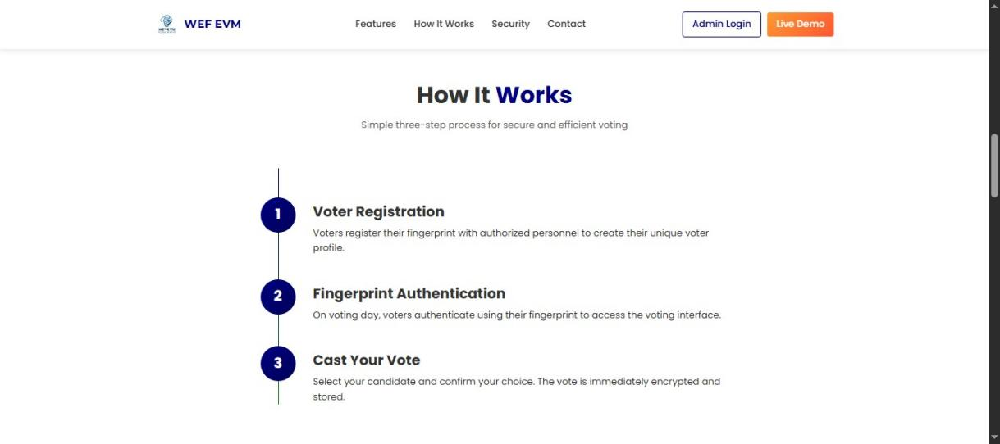 WEF EVM
Features
How It Works
Security
Contact
Admin Login
Live Demo
How It Works
Simple three-step process for secure and efficient voting
1
Voter Registration
Voters register their fingerprint with authorized personnel to create their unique voter
profile.
2
Fingerprint Authentication
On voting day, voters authenticate using their fingerprint to access the voting interface.
3
Cast Your Vote
Select your candidate and confirm your choice. The vote is immediately encrypted and
stored.